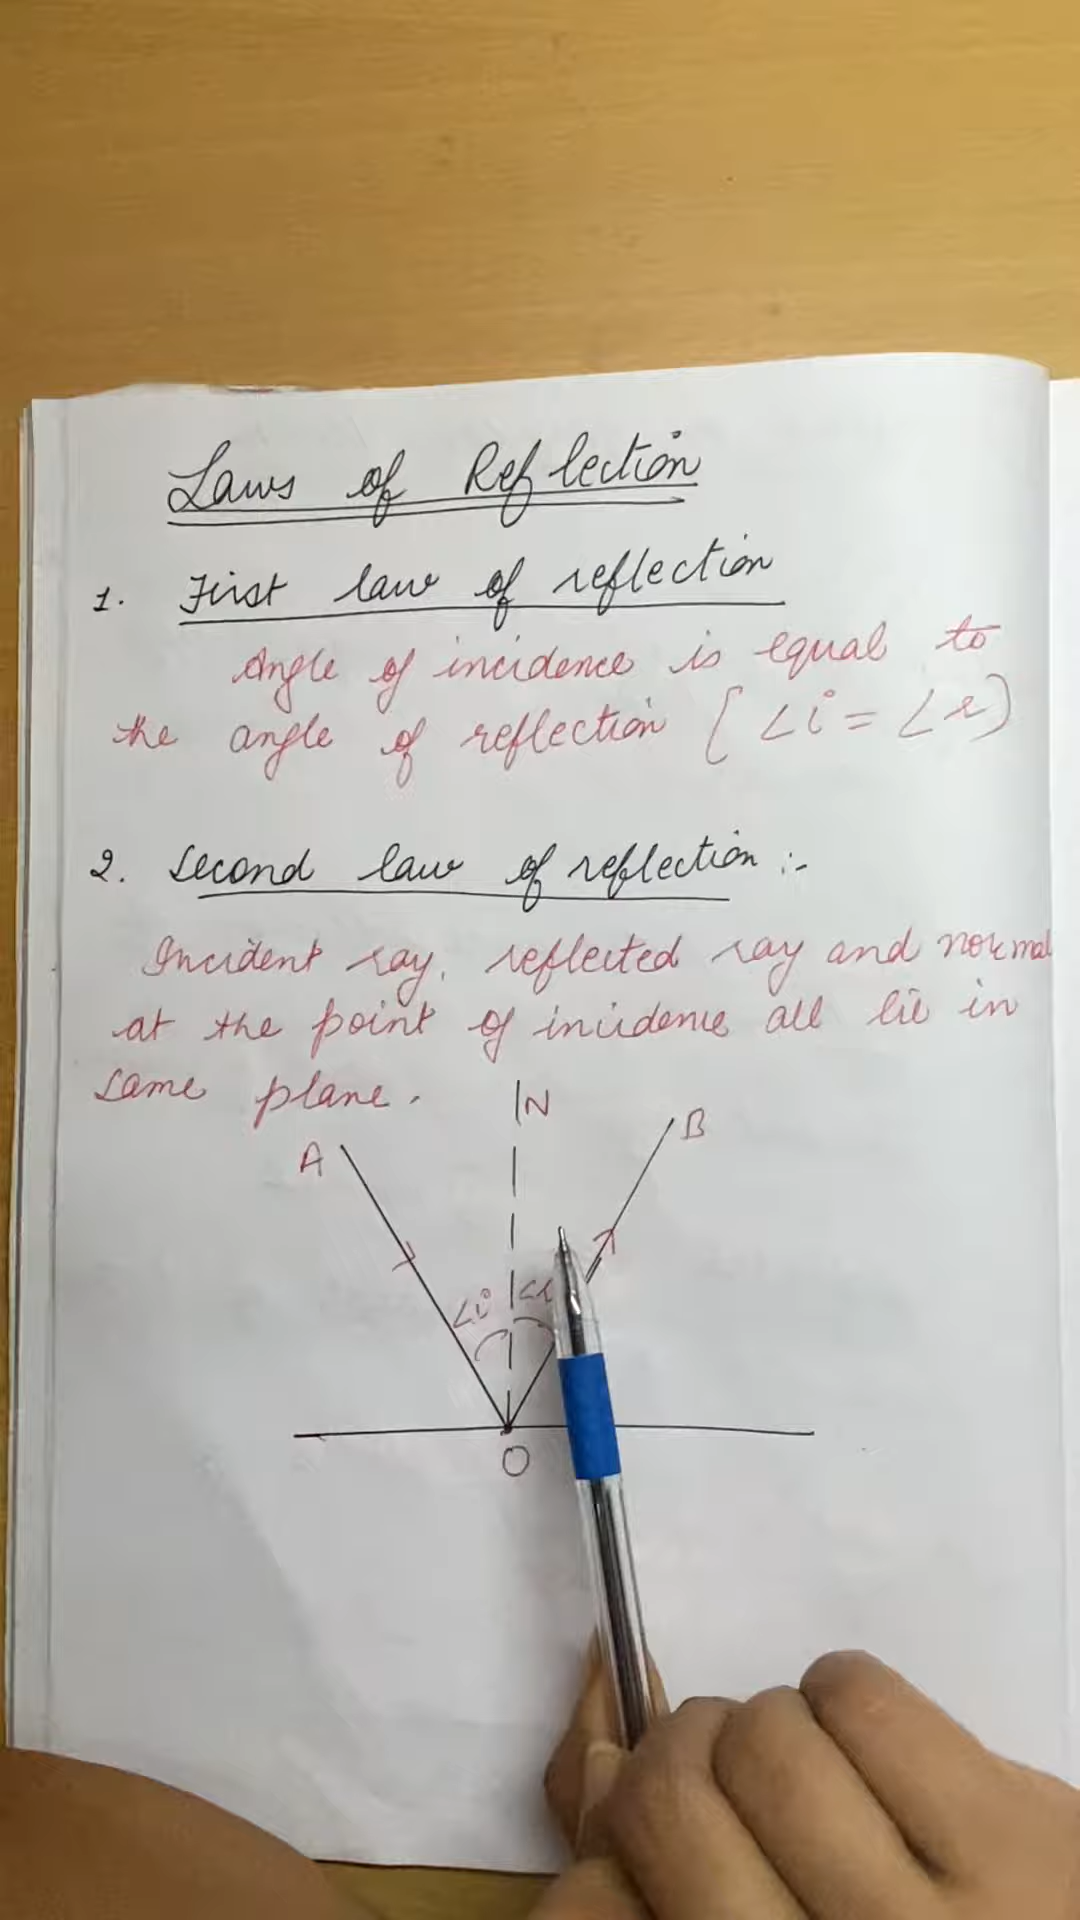 Laws of Reflection
1. First law of reflection
Angle of incidence is equal to
the angle of reflection [∠i = ∠r)
2. Second law of reflection :-
Incident ray, reflected ray and normal
at the point of incidence all lie in
same plane.
N
A
B
∠i
O